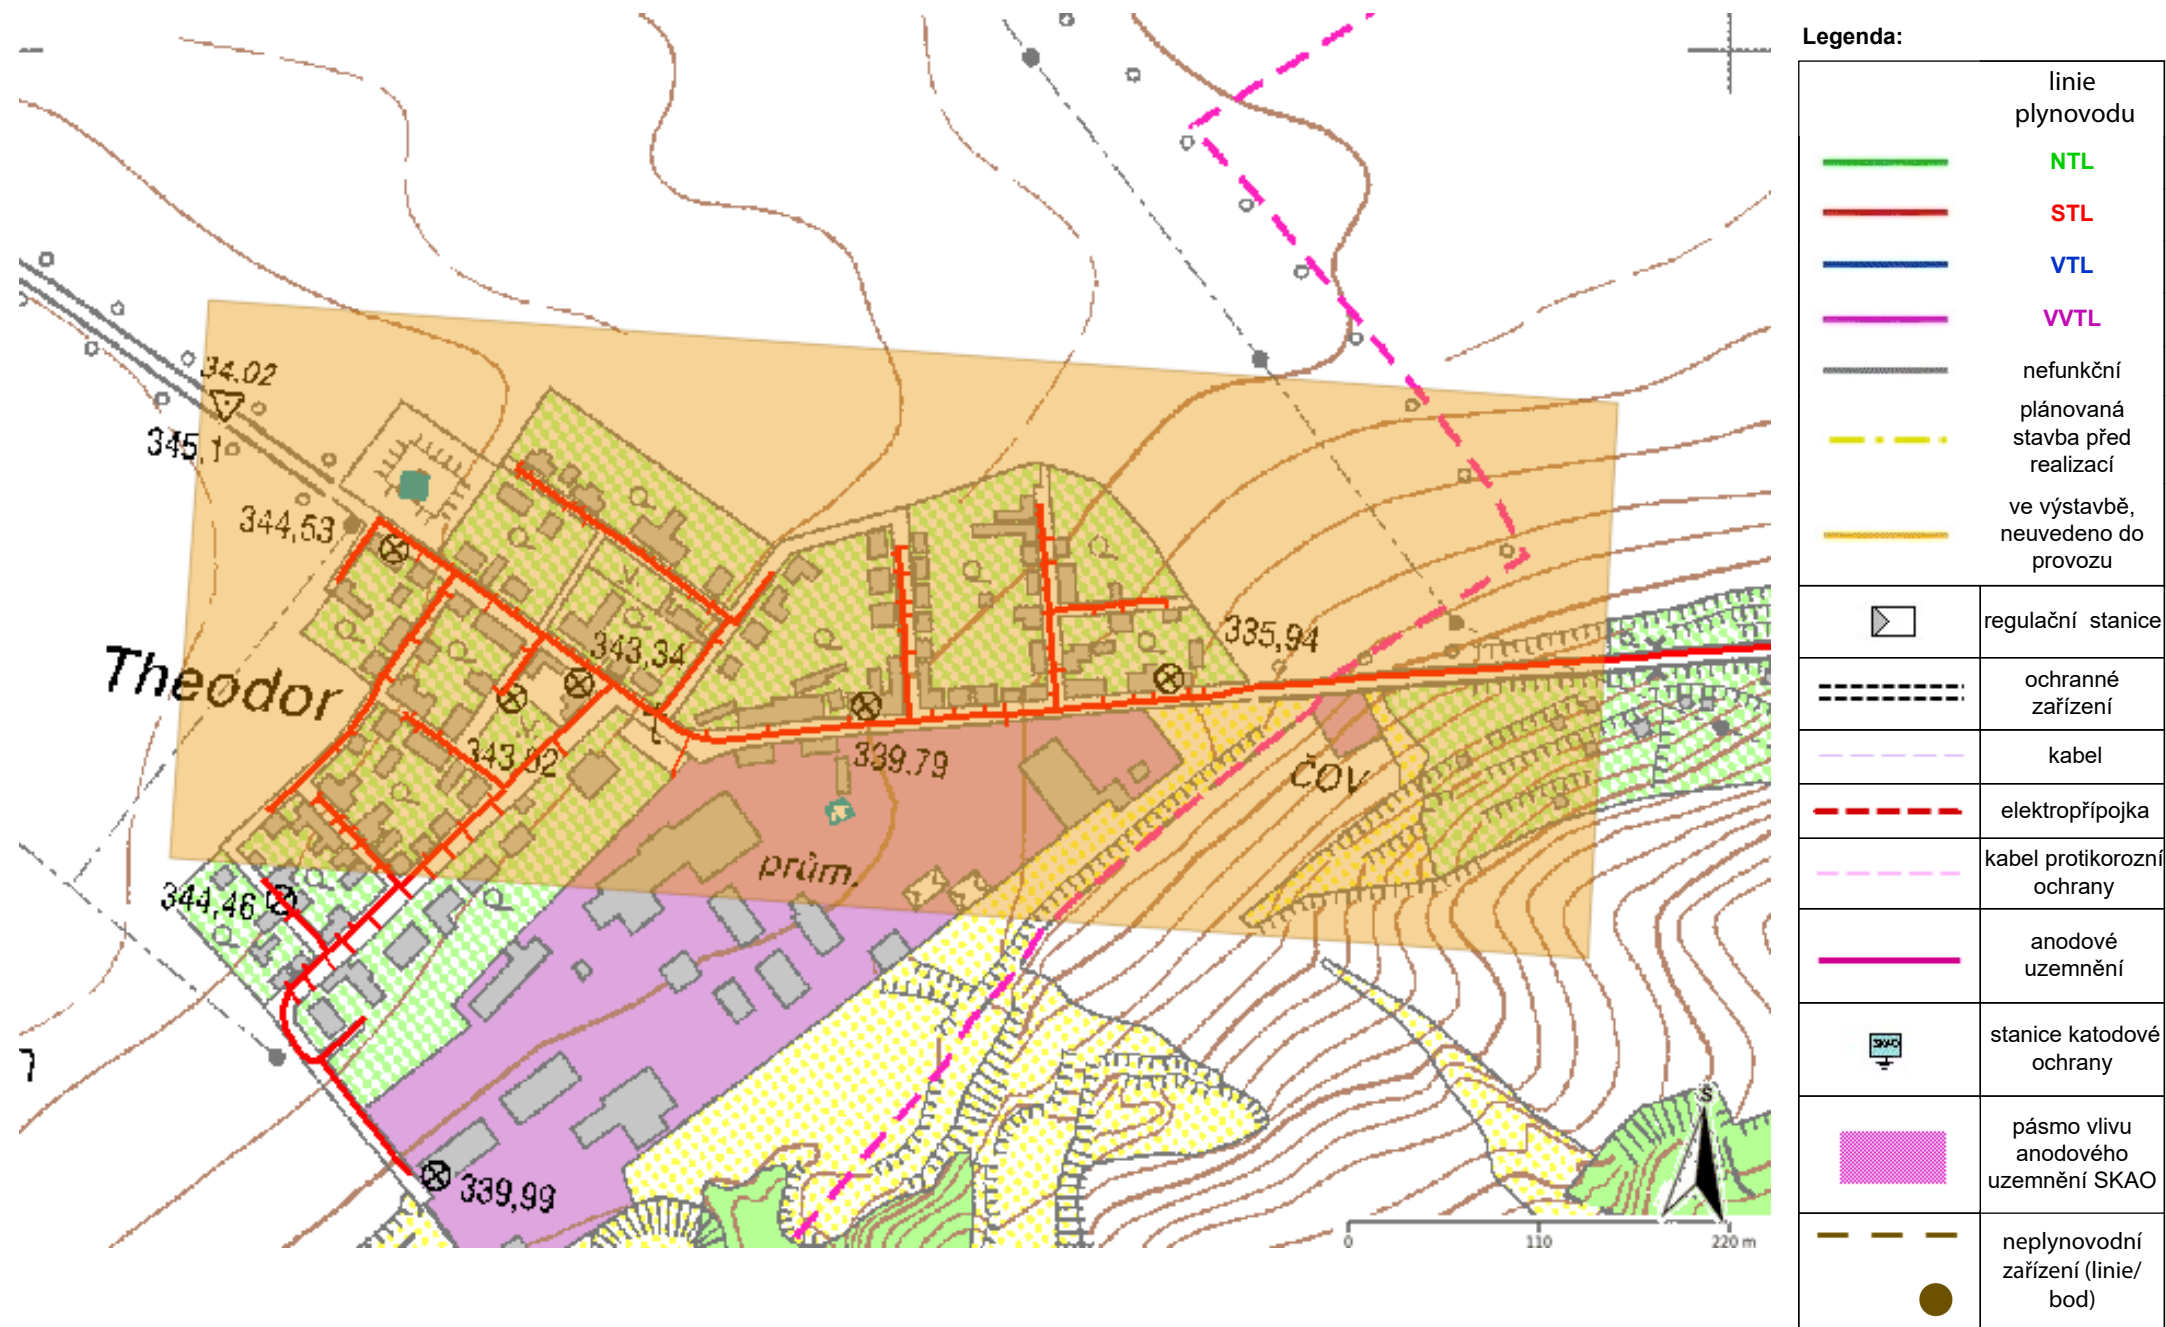 34.02
345,1
344,53
Theodor
343,34
335,94
343.92
339.79
ČOV
prům.
344,46
339,99
S
0 110 220 m
Legenda:
linie
plynovodu
NTL
STL
VTL
VVTL
nefunkční
plánovaná
stavba před
realizací
ve výstavbě,
neuvedeno do
provozu
regulační stanice
ochranné
zařízení
kabel
elektropřípojka
kabel protikorozní
ochrany
anodové
uzemnění
SKAO
stanice katodové
ochrany
pásmo vlivu
anodového
uzemnění SKAO
neplynovodní
zařízení (linie/
bod)